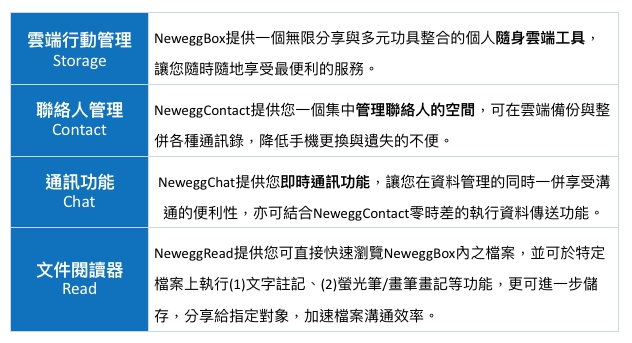 雲端行動管理
Storage
NeweggBox提供一個無限分享與多元功具整合的個人隨身雲端工具，
讓您隨時隨地享受最便利的服務。
聯絡人管理
Contact
NeweggContact提供您一個集中管理聯絡人的空間，可在雲端備份與整
併各種通訊錄，降低手機更換與遺失的不便。
通訊功能
Chat
NeweggChat提供您即時通訊功能，讓您在資料管理的同時一併享受溝
通的便利性，亦可結合NeweggContact零時差的執行資料傳送功能。
文件閱讀器
Read
NeweggRead提供您可直接快速瀏覽NeweggBox內之檔案，並可於特定
檔案上執行(1)文字註記、(2)螢光筆/畫筆畫記等功能，更可進一步儲
存，分享給指定對象，加速檔案溝通效率。